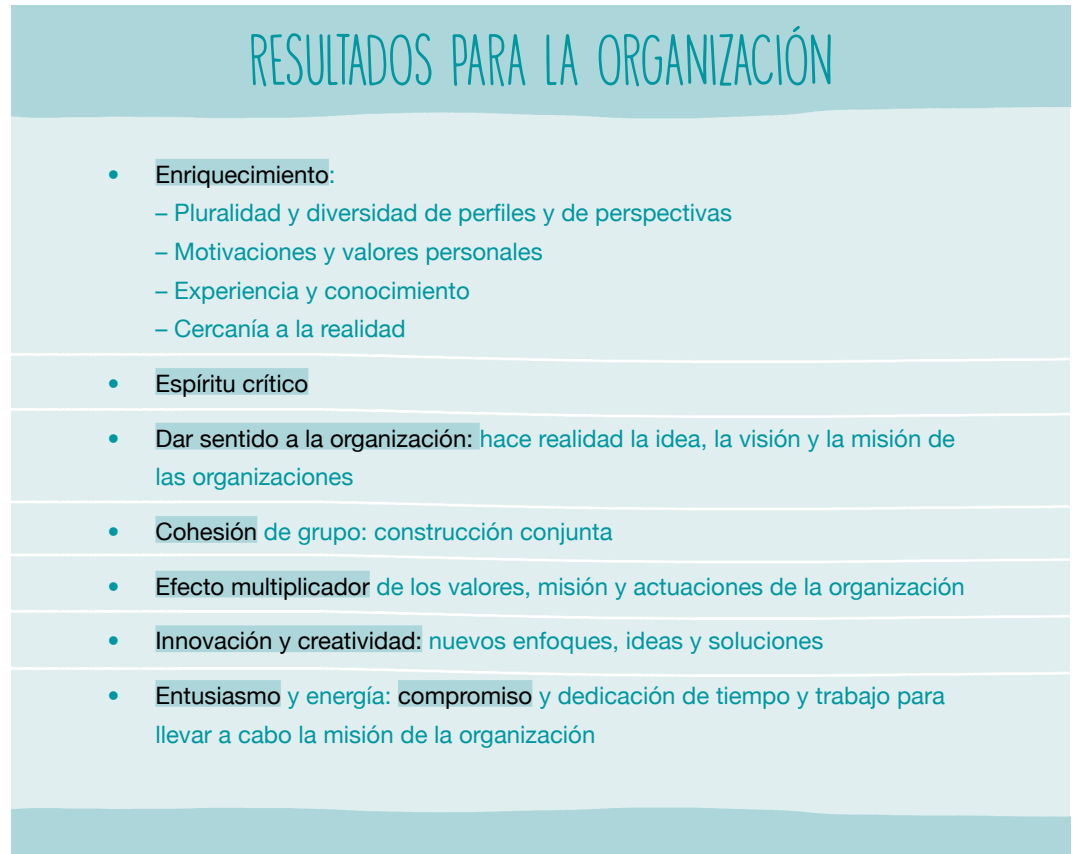 RESULTADOS PARA LA ORGANIZACIÓN
• Enriquecimiento:
– Pluralidad y diversidad de perfiles y de perspectivas
– Motivaciones y valores personales
– Experiencia y conocimiento
– Cercanía a la realidad
• Espíritu crítico
• Dar sentido a la organización: hace realidad la idea, la visión y la misión de
las organizaciones
• Cohesión de grupo: construcción conjunta
• Efecto multiplicador de los valores, misión y actuaciones de la organización
• Innovación y creatividad: nuevos enfoques, ideas y soluciones
• Entusiasmo y energía: compromiso y dedicación de tiempo y trabajo para
llevar a cabo la misión de la organización